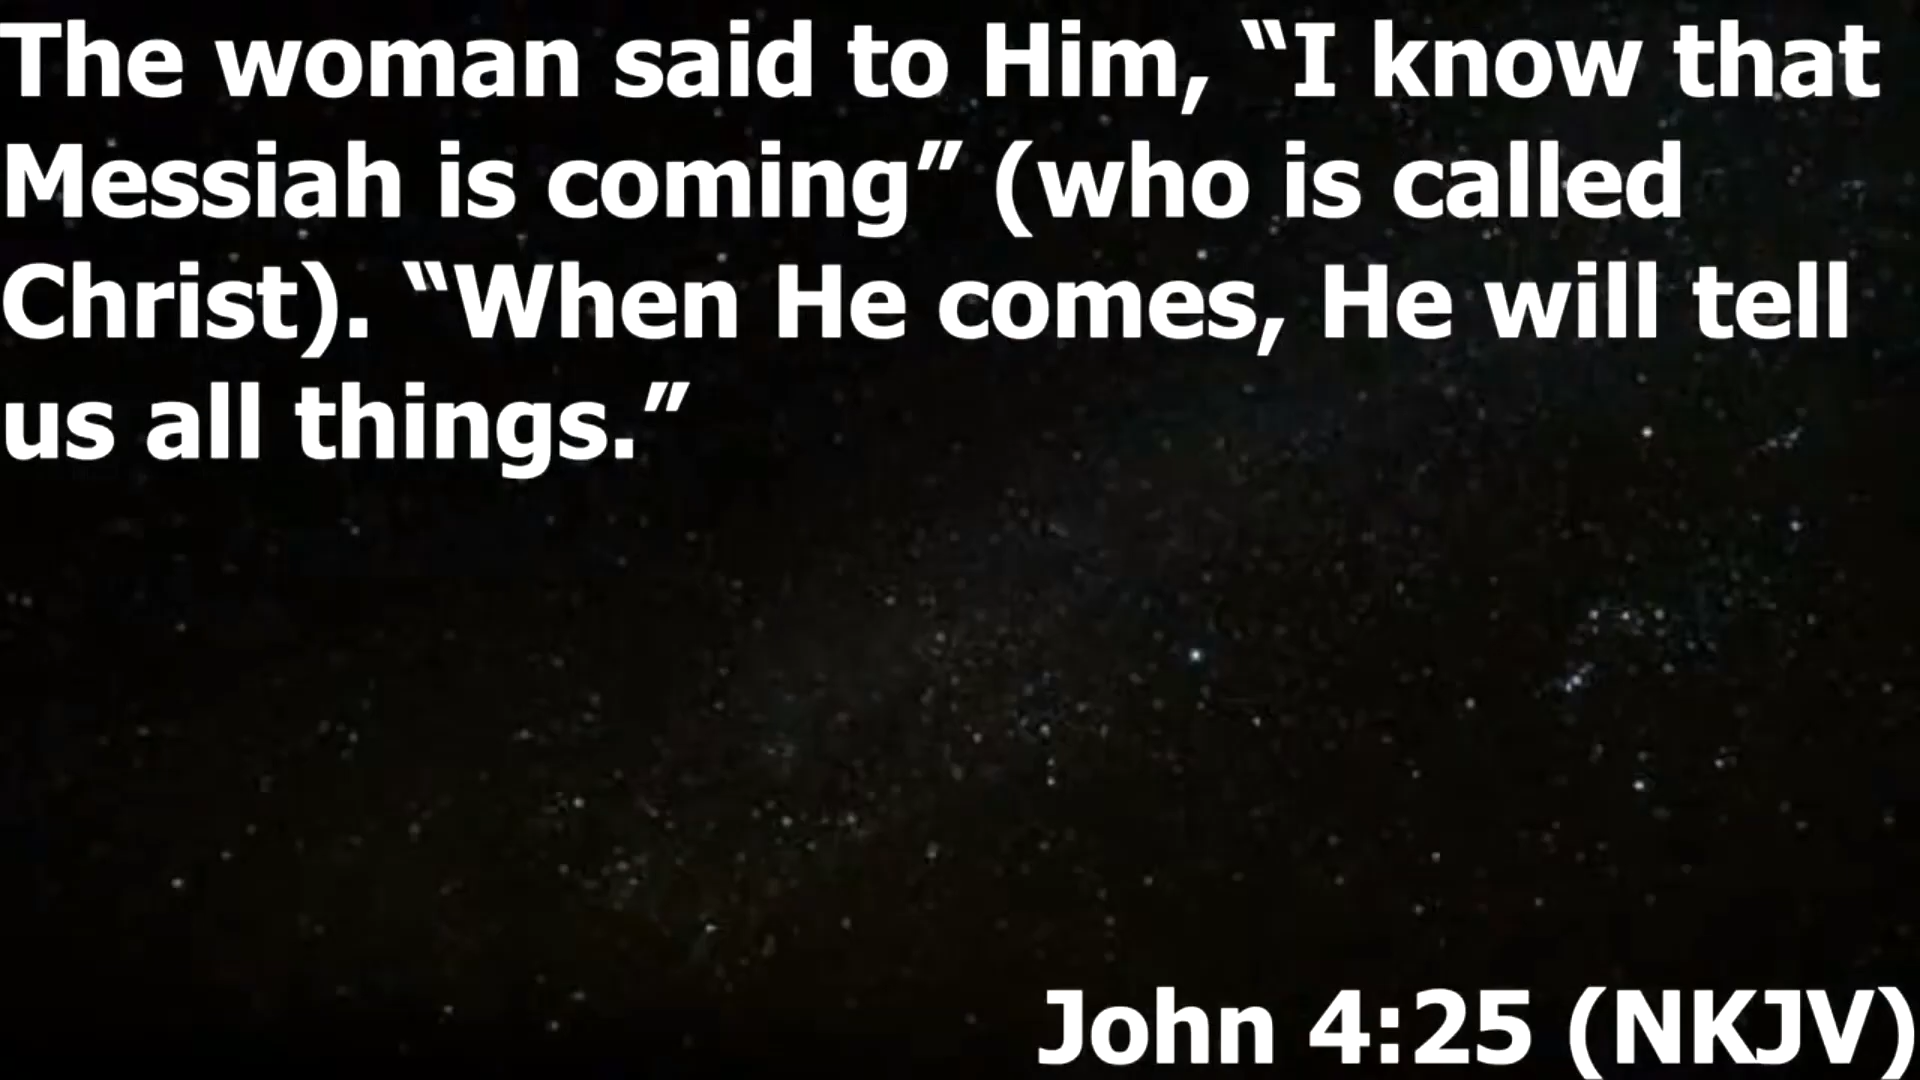 The woman said to Him, “I know that
Messiah is coming” (who is called
Christ). “When He comes, He will tell
us all things.”
John 4:25 (NKJV)